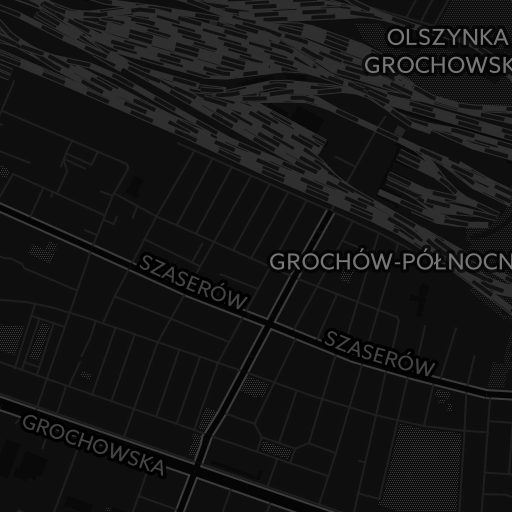 OLSZYNKA
GROCHOWSK
GROCHÓW-PÓŁNOCN
SZASERÓW
SZASERÓW
GROCHOWSKA